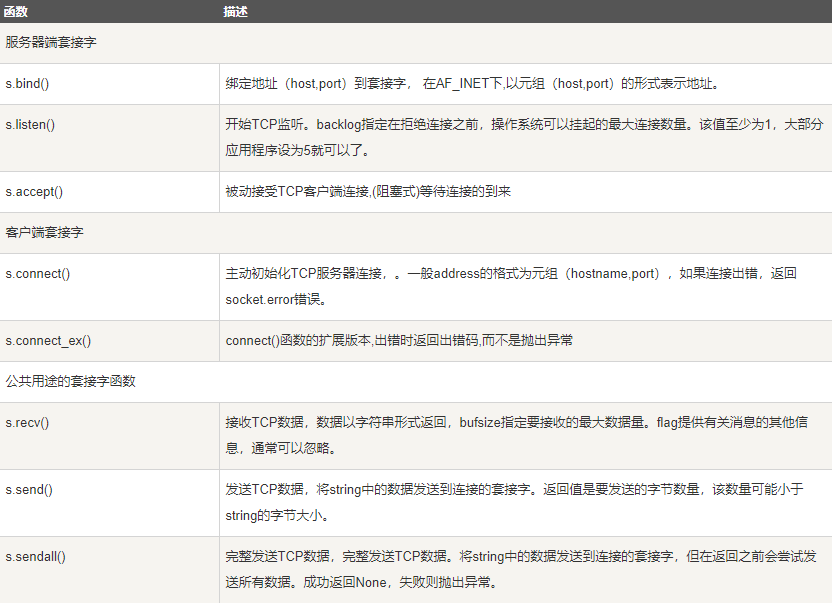 函数 描述
服务器端套接字
s.bind() 绑定地址（host,port）到套接字， 在AF_INET下,以元组（host,port）的形式表示地址。
s.listen() 开始TCP监听。backlog指定在拒绝连接之前，操作系统可以挂起的最大连接数量。该值至少为1，大部分
应用程序设为5就可以了。
s.accept() 被动接受TCP客户端连接,(阻塞式)等待连接的到来
客户端套接字
s.connect() 主动初始化TCP服务器连接，。一般address的格式为元组（hostname,port），如果连接出错，返回
socket.error错误。
s.connect_ex() connect()函数的扩展版本,出错时返回出错码,而不是抛出异常
公共用途的套接字函数
s.recv() 接收TCP数据，数据以字符串形式返回，bufsize指定要接收的最大数据量。flag提供有关消息的其他信
息，通常可以忽略。
s.send() 发送TCP数据，将string中的数据发送到连接的套接字。返回值是要发送的字节数量，该数量可能小于
string的字节大小。
s.sendall() 完整发送TCP数据，完整发送TCP数据。将string中的数据发送到连接的套接字，但在返回之前会尝试发
送所有数据。成功返回None，失败则抛出异常。